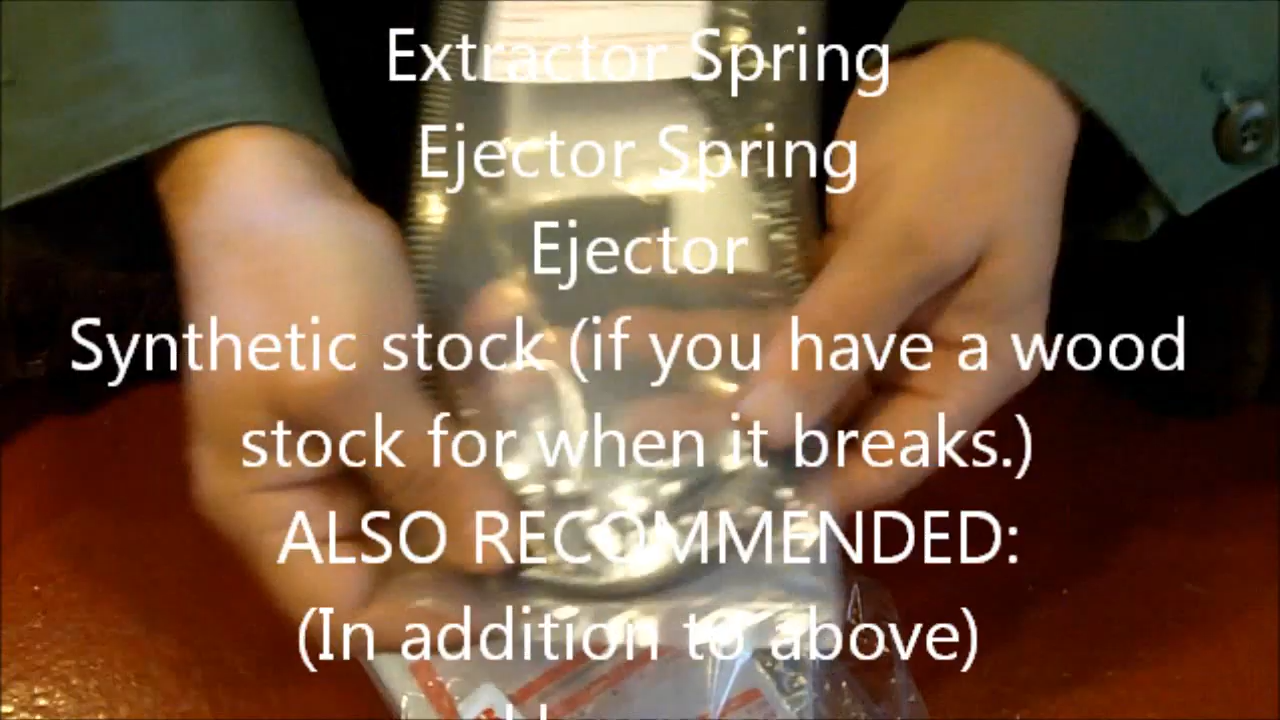 Extractor Spring
Ejector Spring
Ejector
Synthetic stock (if you have a wood
stock for when it breaks.)
ALSO RECOMMENDED:
(In addition to above)